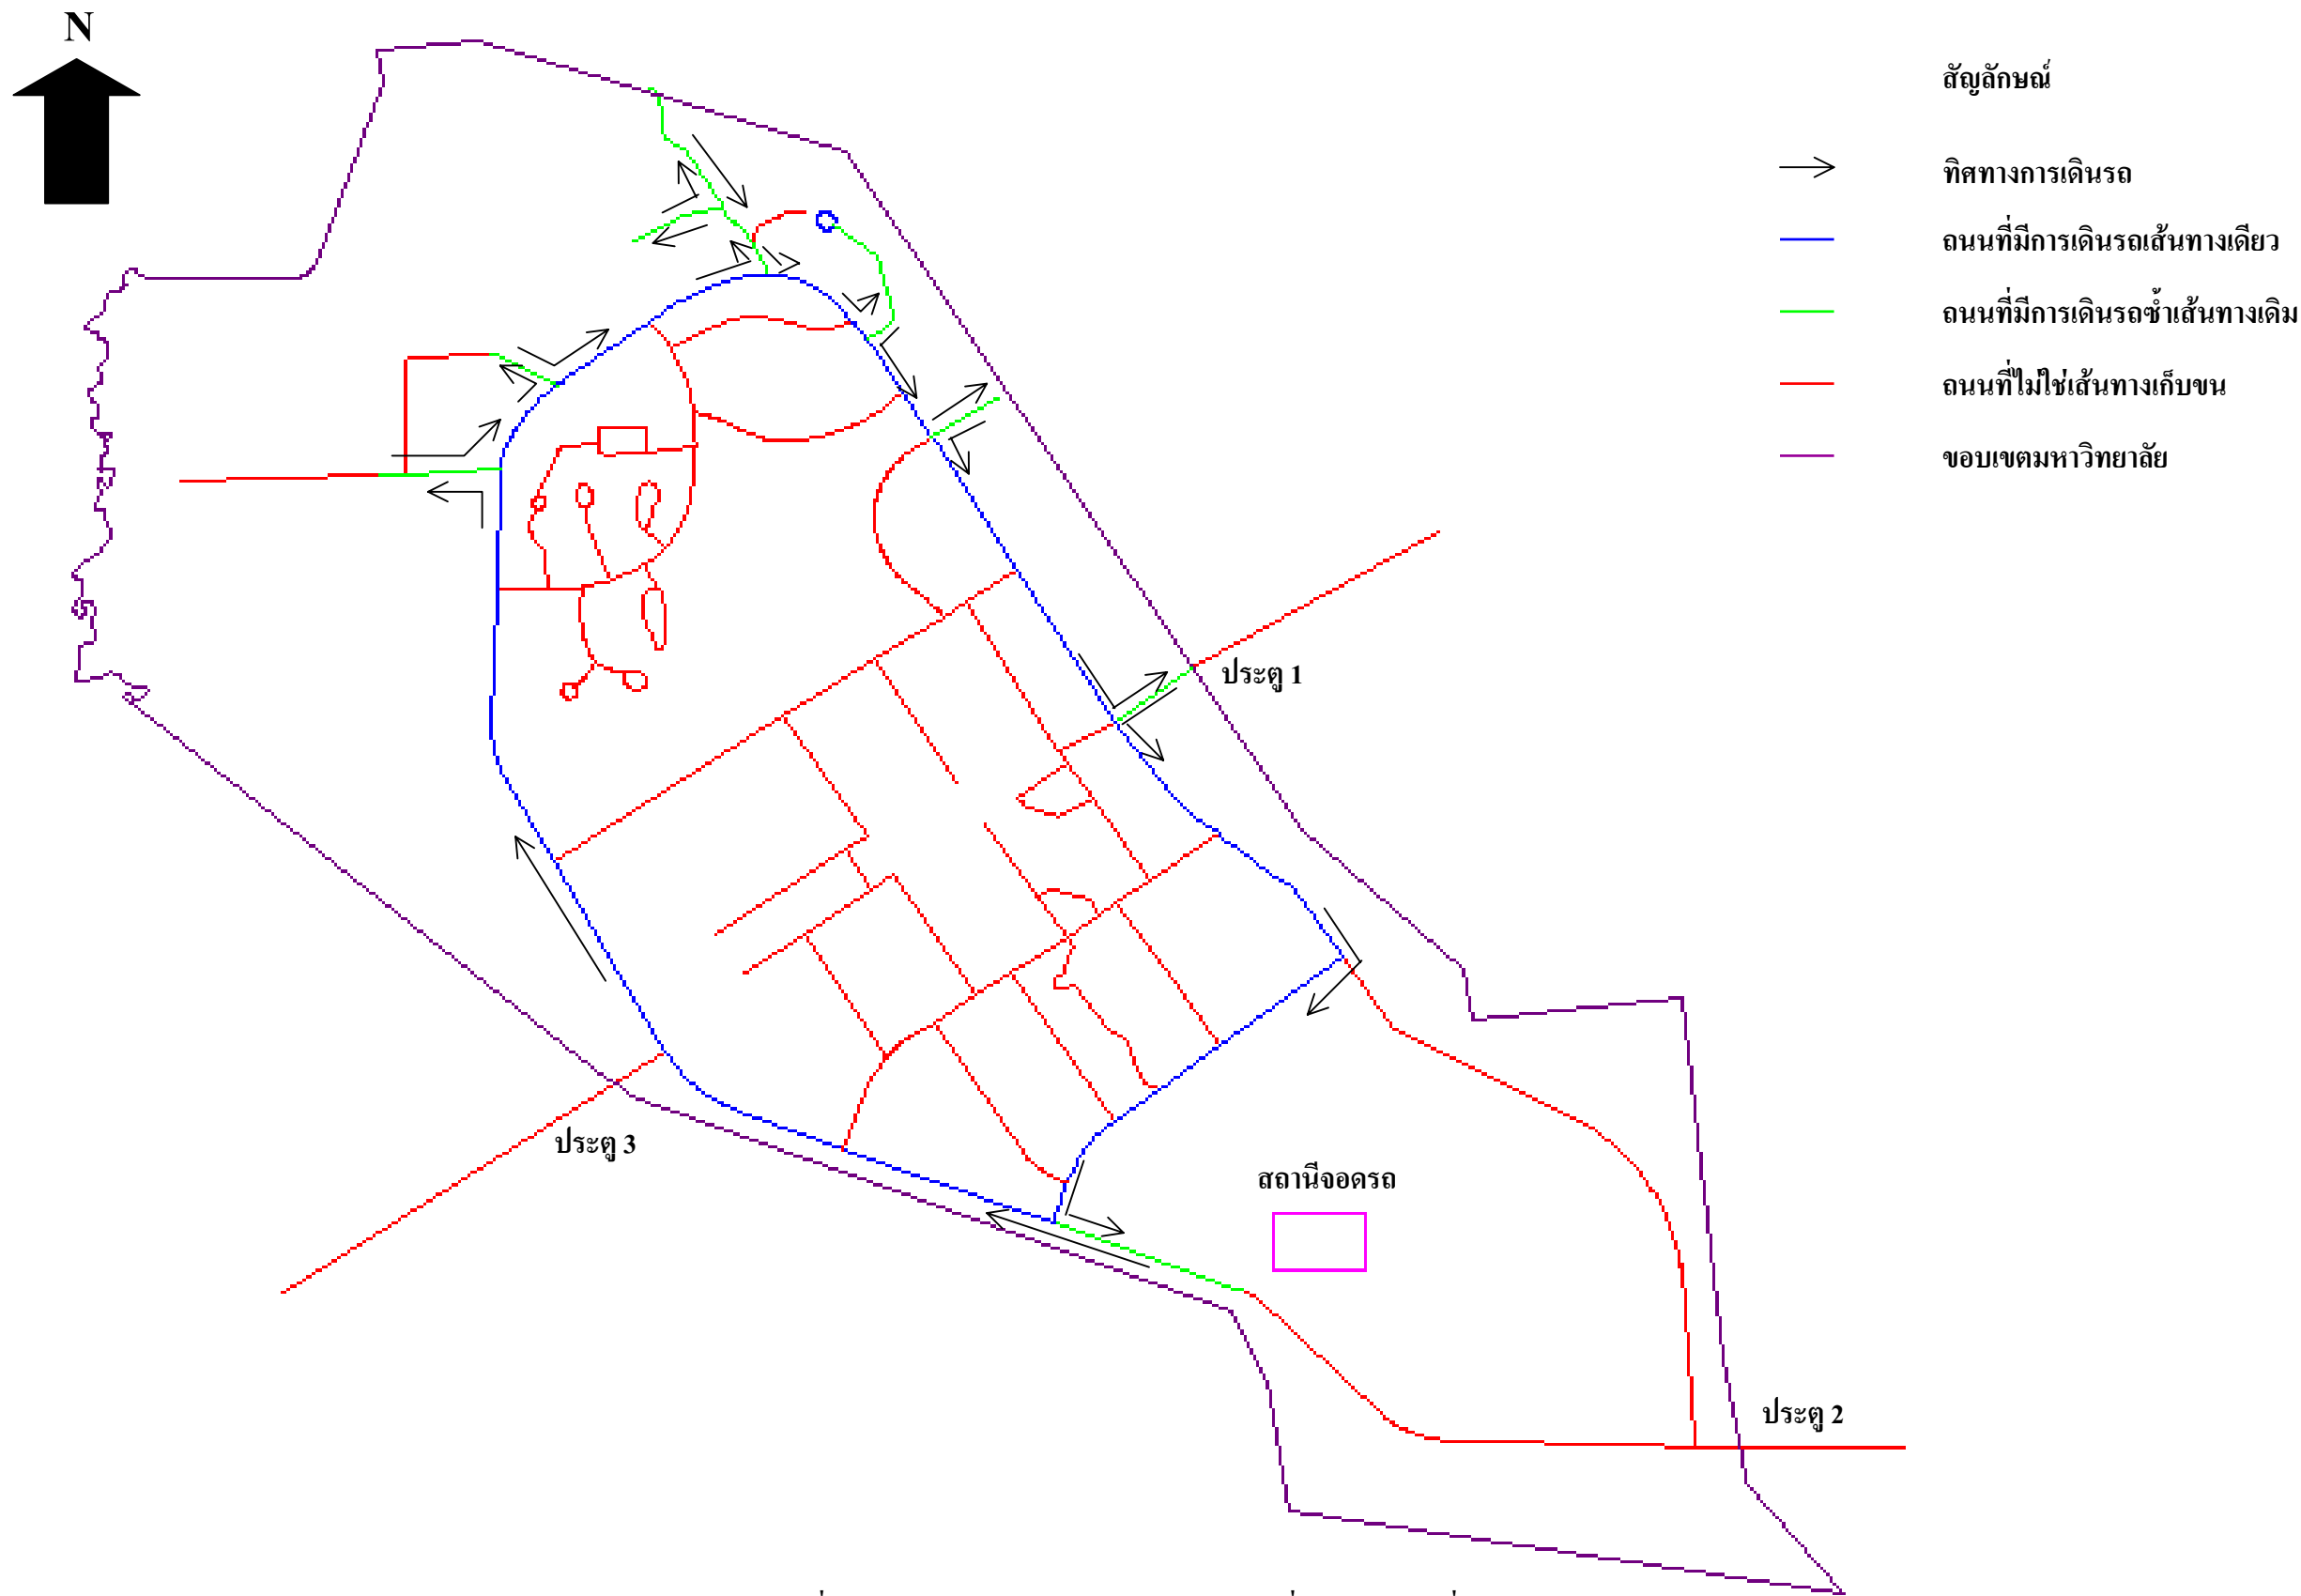 N
สัญลักษณ์
ทิศทางการเดินรถ
ถนนที่มีการเดินรถเส้นทางเดียว
ถนนที่มีการเดินรถซ้ำเส้นทางเดิม
ถนนที่ไม่ใช่เส้นทางเก็บขน
ขอบเขตมหาวิทยาลัย
ประตู 1
ประตู 3
สถานีจอดรถ
ประตู 2